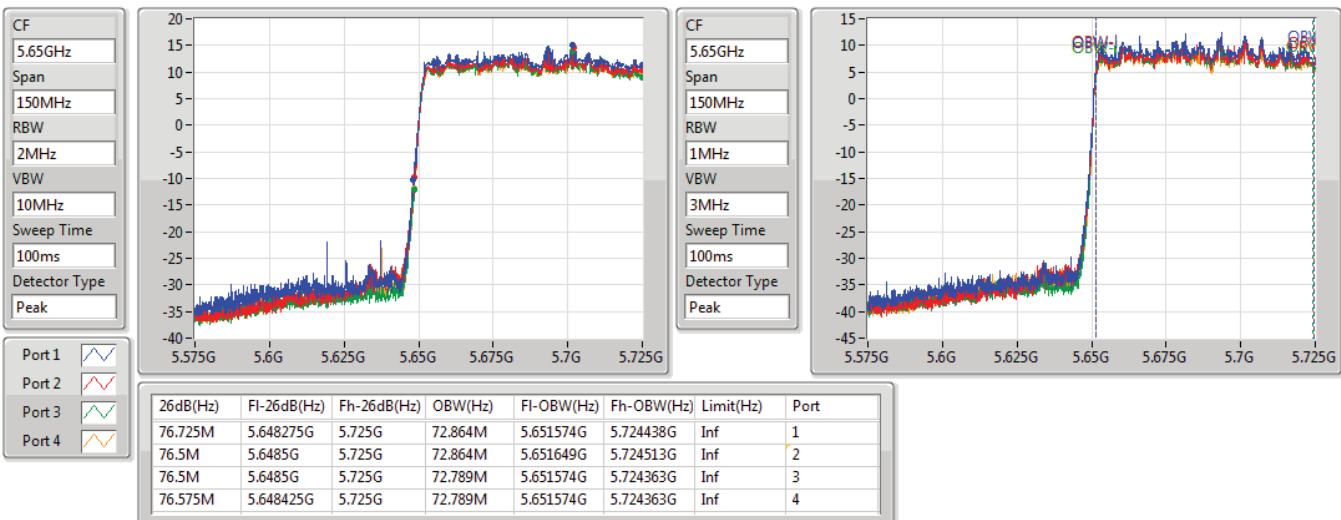 CF
5.65GHz
Span
150MHz
RBW
2MHz
VBW
10MHz
Sweep Time
100ms
Detector Type
Peak
20
15
10
5
0
-5
-10
-15
-20
-25
-30
-35
-40
5.575G 5.6G 5.625G 5.65G 5.675G 5.7G 5.725G
CF
5.65GHz
Span
150MHz
RBW
1MHz
VBW
3MHz
Sweep Time
100ms
Detector Type
Peak
15
10
5
0
-5
-10
-15
-20
-25
-30
-35
-40
-45
5.575G 5.6G 5.625G 5.65G 5.675G 5.7G 5.725G
Port 1
Port 2
Port 3
Port 4
26dB(Hz) Fl-26dB(Hz) Fh-26dB(Hz) OBW(Hz) Fl-OBW(Hz) Fh-OBW(Hz) Limit(Hz) Port
76.725M 5.648275G 5.725G 72.864M 5.651574G 5.724438G Inf 1
76.5M 5.6485G 5.725G 72.864M 5.651649G 5.724513G Inf 2
76.5M 5.6485G 5.725G 72.789M 5.651574G 5.724363G Inf 3
76.575M 5.648425G 5.725G 72.789M 5.651574G 5.724363G Inf 4